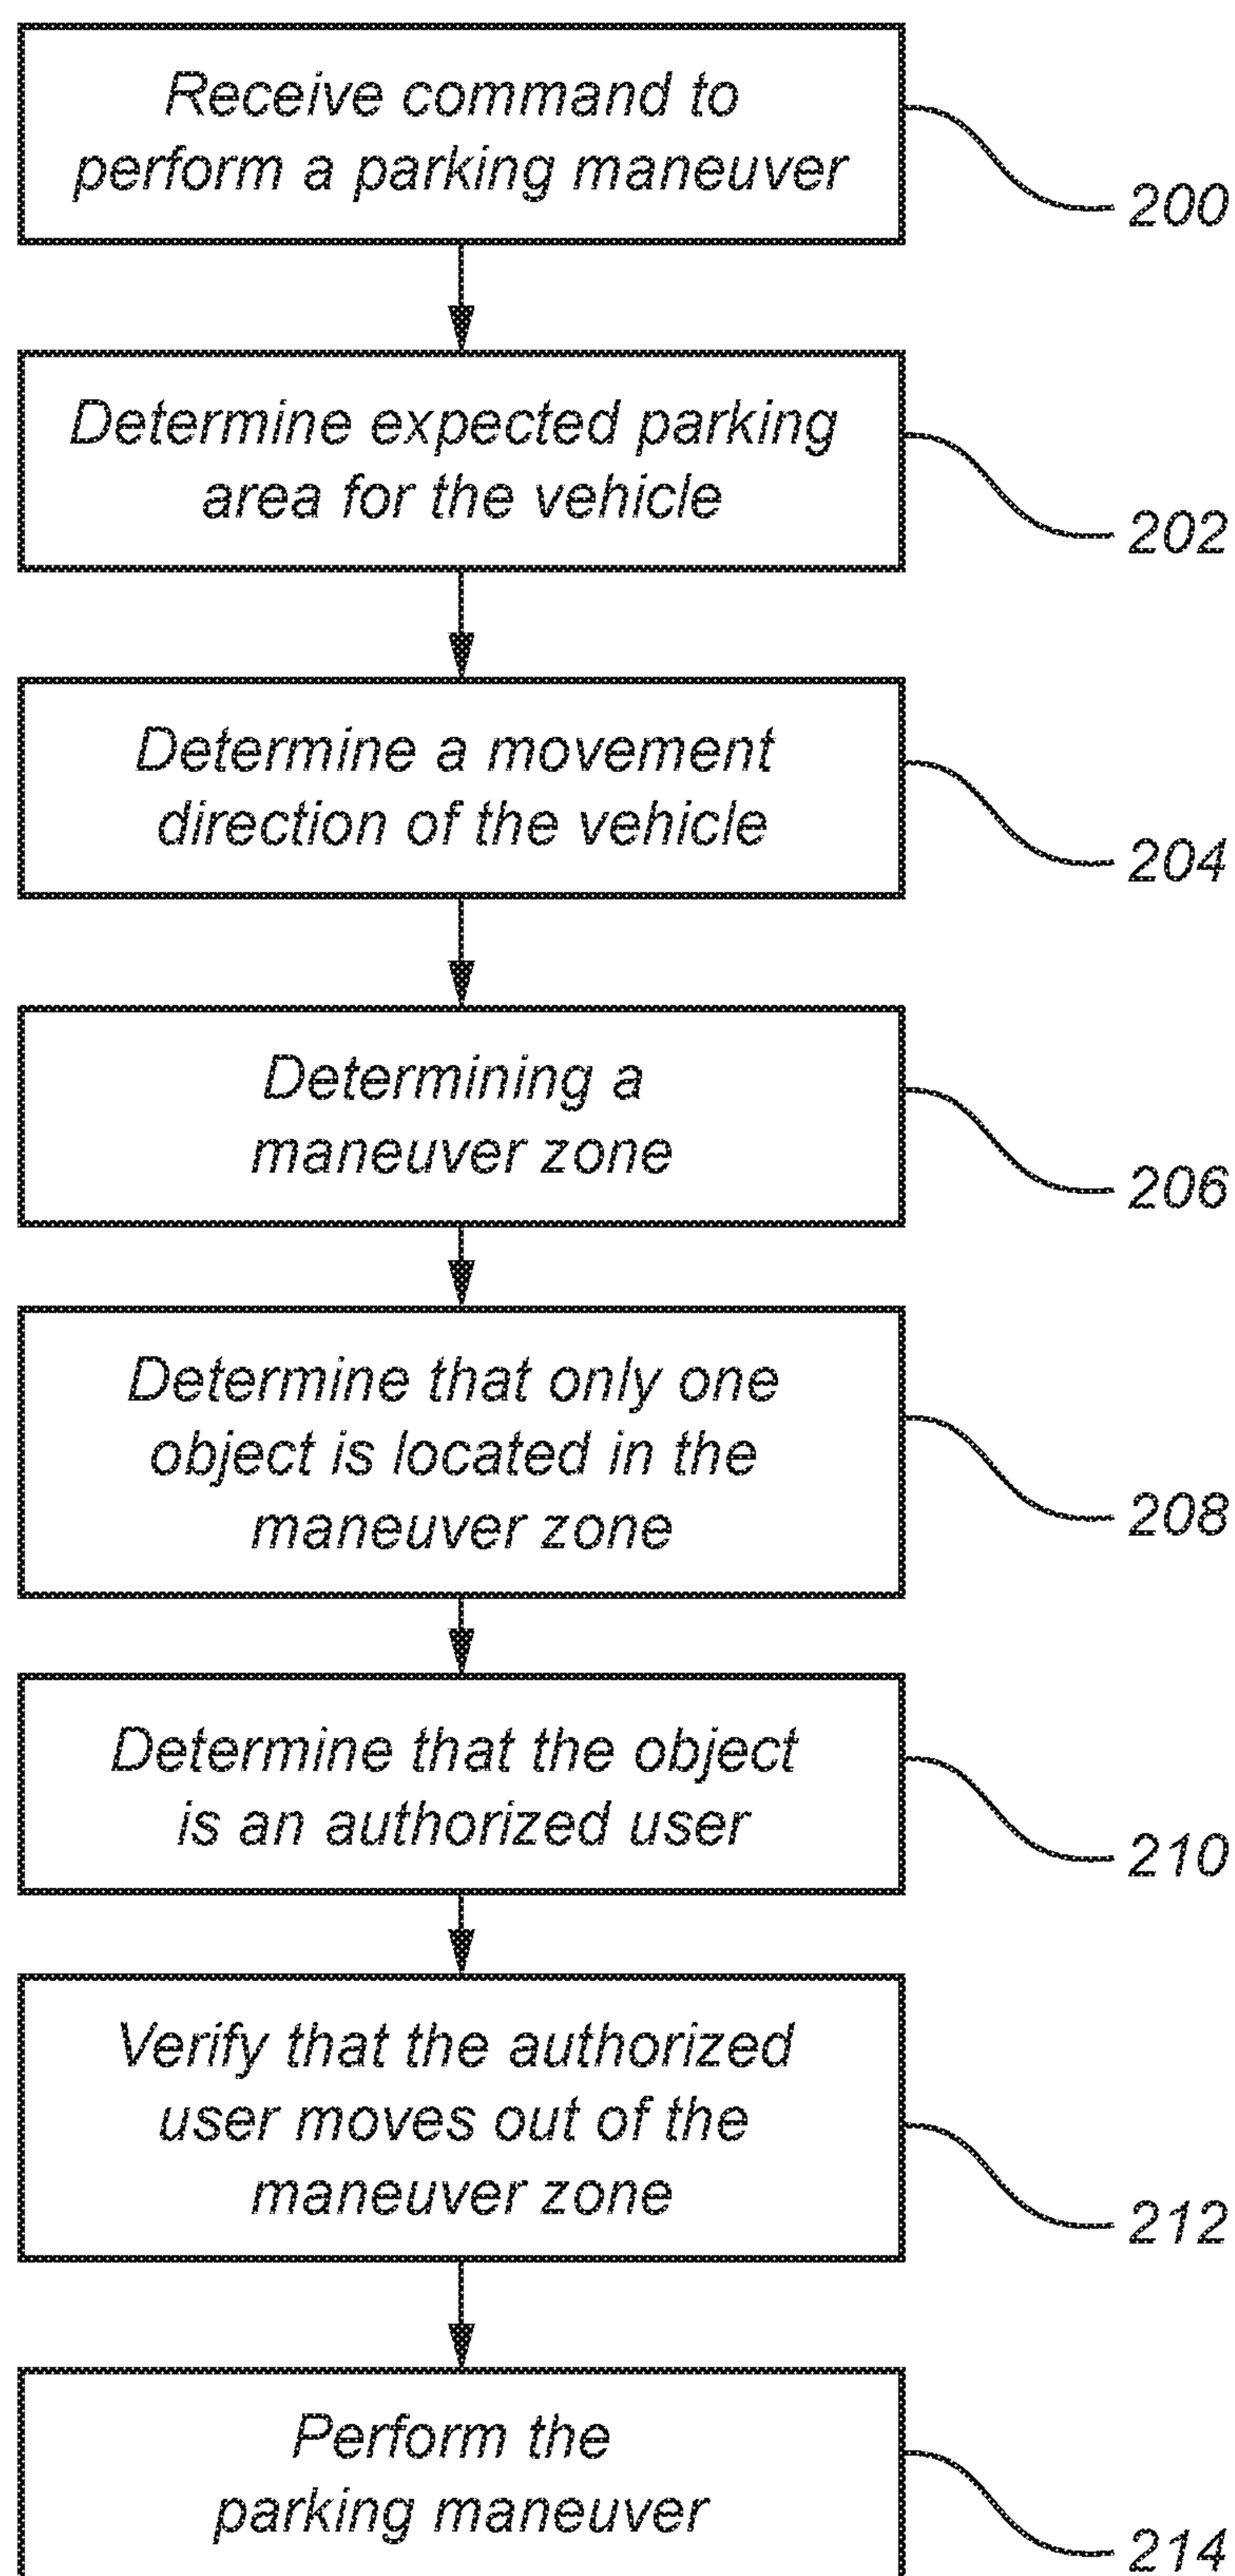 Receive command to
perform a parking maneuver
200
Determine expected parking
area for the vehicle
202
Determine a movement
direction of the vehicle
204
Determining a
maneuver zone
206
Determine that only one
object is located in the
maneuver zone
208
Determine that the object
is an authorized user
210
Verify that the authorized
user moves out of the
maneuver zone
212
Perform the
parking maneuver
214